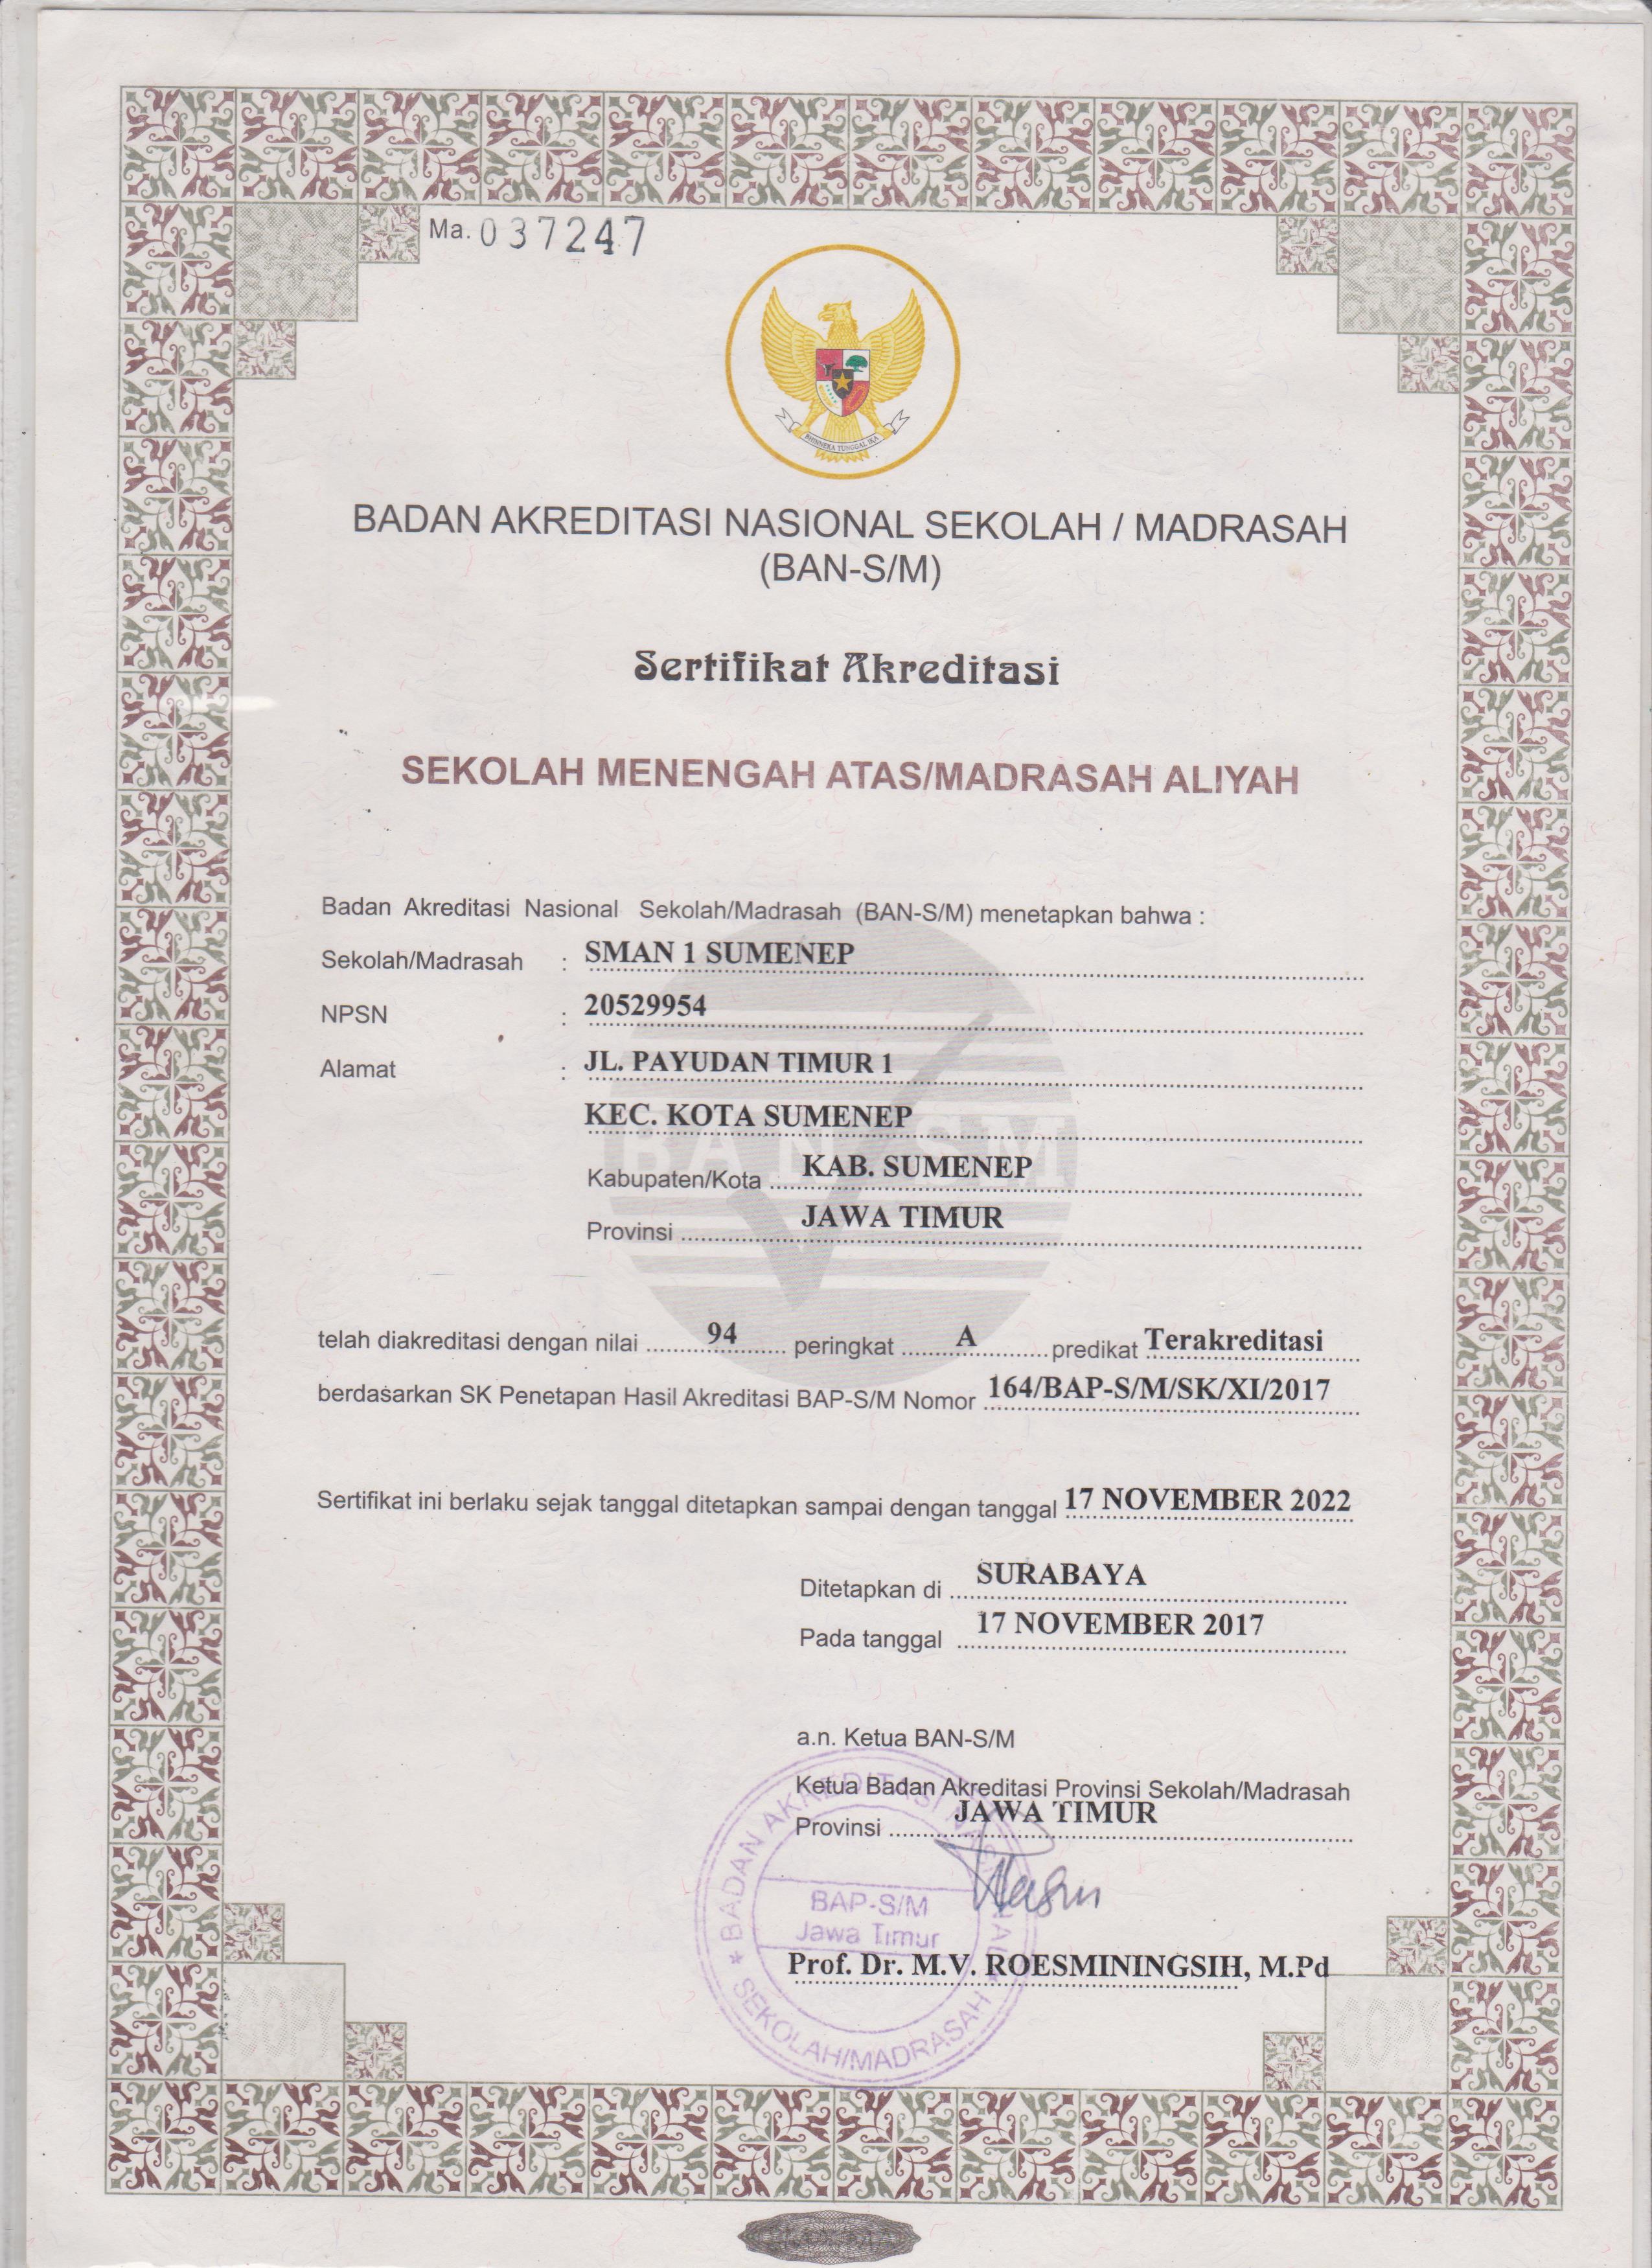 Ma. 037247
BHINNEKA TUNGGAL IKA
BADAN AKREDITASI NASIONAL SEKOLAH / MADRASAH
(BAN-S/M)
Sertifikat Akreditasi
SEKOLAH MENENGAH ATAS/MADRASAH ALIYAH
Badan Akreditasi Nasional Sekolah/Madrasah (BAN-S/M) menetapkan bahwa :
Sekolah/Madrasah : SMAN 1 SUMENEP
NPSN : 20529954
Alamat : JL. PAYUDAN TIMUR 1
KEC. KOTA SUMENEP
BAN-SM
Kabupaten/Kota KAB. SUMENEP
Provinsi JAWA TIMUR
telah diakreditasi dengan nilai 94 peringkat A predikat Terakreditasi
berdasarkan SK Penetapan Hasil Akreditasi BAP-S/M Nomor 164/BAP-S/M/SK/XI/2017
Sertifikat ini berlaku sejak tanggal ditetapkan sampai dengan tanggal 17 NOVEMBER 2022
Ditetapkan di SURABAYA
Pada tanggal 17 NOVEMBER 2017
a.n. Ketua BAN-S/M
Ketua Badan Akreditasi Provinsi Sekolah/Madrasah
Provinsi JAWA TIMUR
BADAN AKREDITASI NASIONAL
BAP-S/M
Jawa Timur
SEKOLAH/MADRASAH
Prof. Dr. M.V. ROESMININGSIH, M.Pd
COPY
COPY